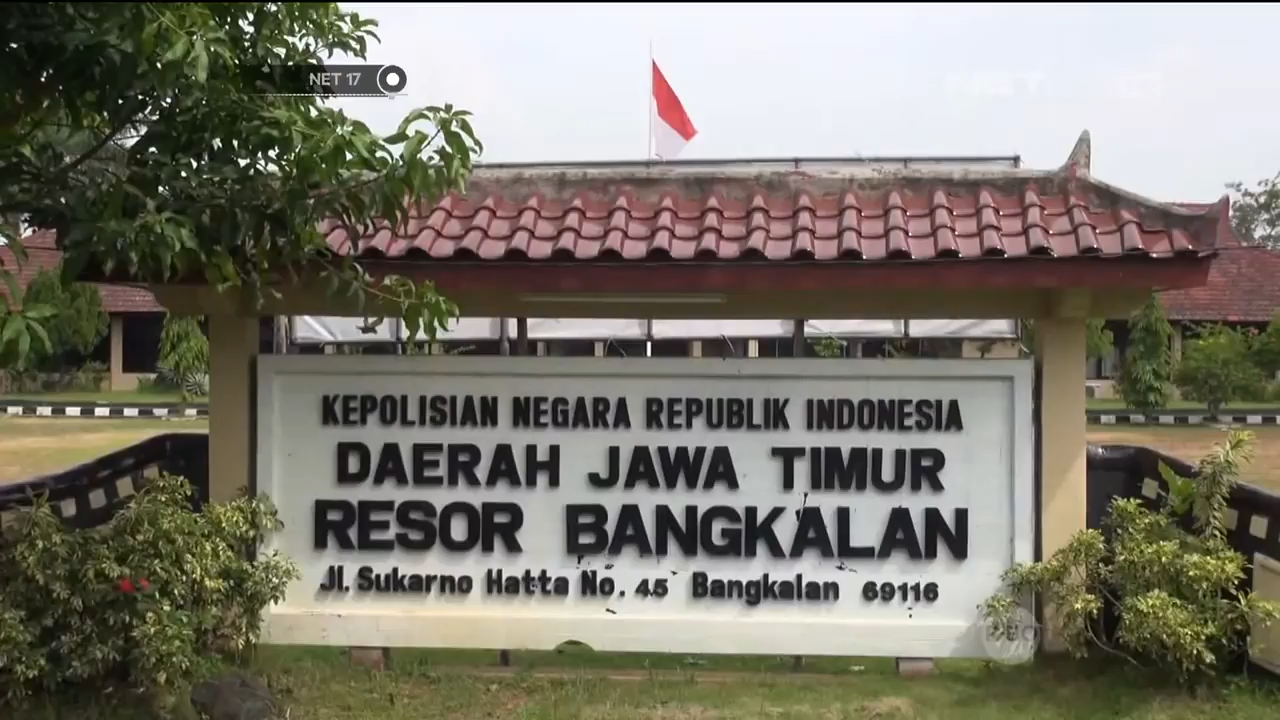 NET 17
KEPOLISIAN NEGARA REPUBLIK INDONESIA
DAERAH JAWA TIMUR
RESOR BANGKALAN
Jl. Sukarno Hatta No. 45 Bangkalan 69116